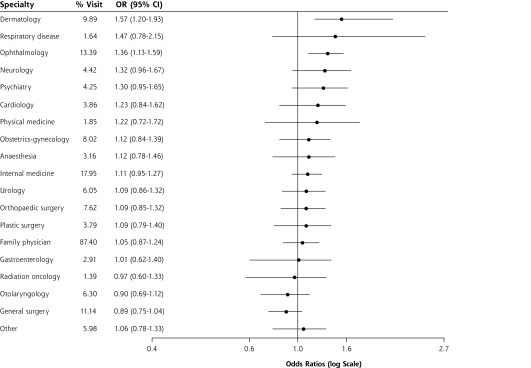 Specialty % Visit OR (95% CI)
Dermatology 9.89 1.57 (1.20-1.93)
Respiratory disease 1.64 1.47 (0.78-2.15)
Ophthalmology 13.39 1.36 (1.13-1.59)
Neurology 4.42 1.32 (0.96-1.67)
Psychiatry 4.25 1.30 (0.95-1.65)
Cardiology 3.86 1.23 (0.84-1.62)
Physical medicine 1.85 1.22 (0.72-1.72)
Obstetrics-gynecology 8.02 1.12 (0.84-1.39)
Anaesthesia 3.16 1.12 (0.78-1.46)
Internal medicine 17.95 1.11 (0.95-1.27)
Urology 6.05 1.09 (0.86-1.32)
Orthopaedic surgery 7.62 1.09 (0.85-1.32)
Plastic surgery 3.79 1.09 (0.79-1.40)
Family physician 87.40 1.05 (0.87-1.24)
Gastroenterology 2.91 1.01 (0.62-1.40)
Radiation oncology 1.39 0.97 (0.60-1.33)
Otolaryngology 6.30 0.90 (0.69-1.12)
General surgery 11.14 0.89 (0.75-1.04)
Other 5.98 1.06 (0.78-1.33)
0.4 0.6 1.0 1.6 2.7
Odds Ratios (log Scale)